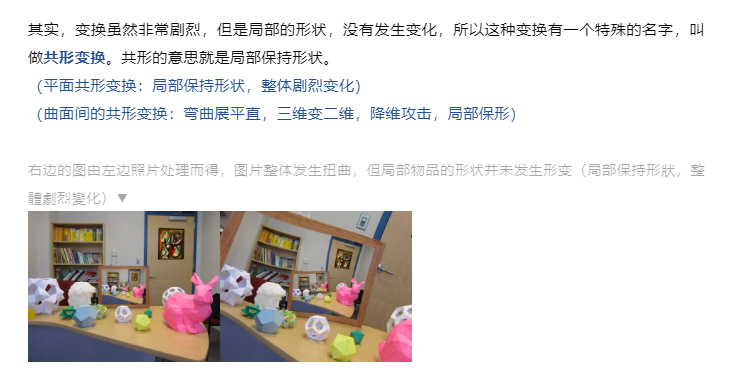 其实，变换虽然非常剧烈，但是局部的形状，没有发生变化，所以这种变换有一个特殊的名字，叫
做共形变换。共形的意思就是局部保持形状。
（平面共形变换：局部保持形状，整体剧烈变化）
（曲面间的共形变换：弯曲展平直，三维变二维，降维攻击，局部保形）
右边的图由左边照片处理而得，图片整体发生扭曲，但局部物品的形状并未发生形变（局部保持形狀，整
體劇烈變化）▼